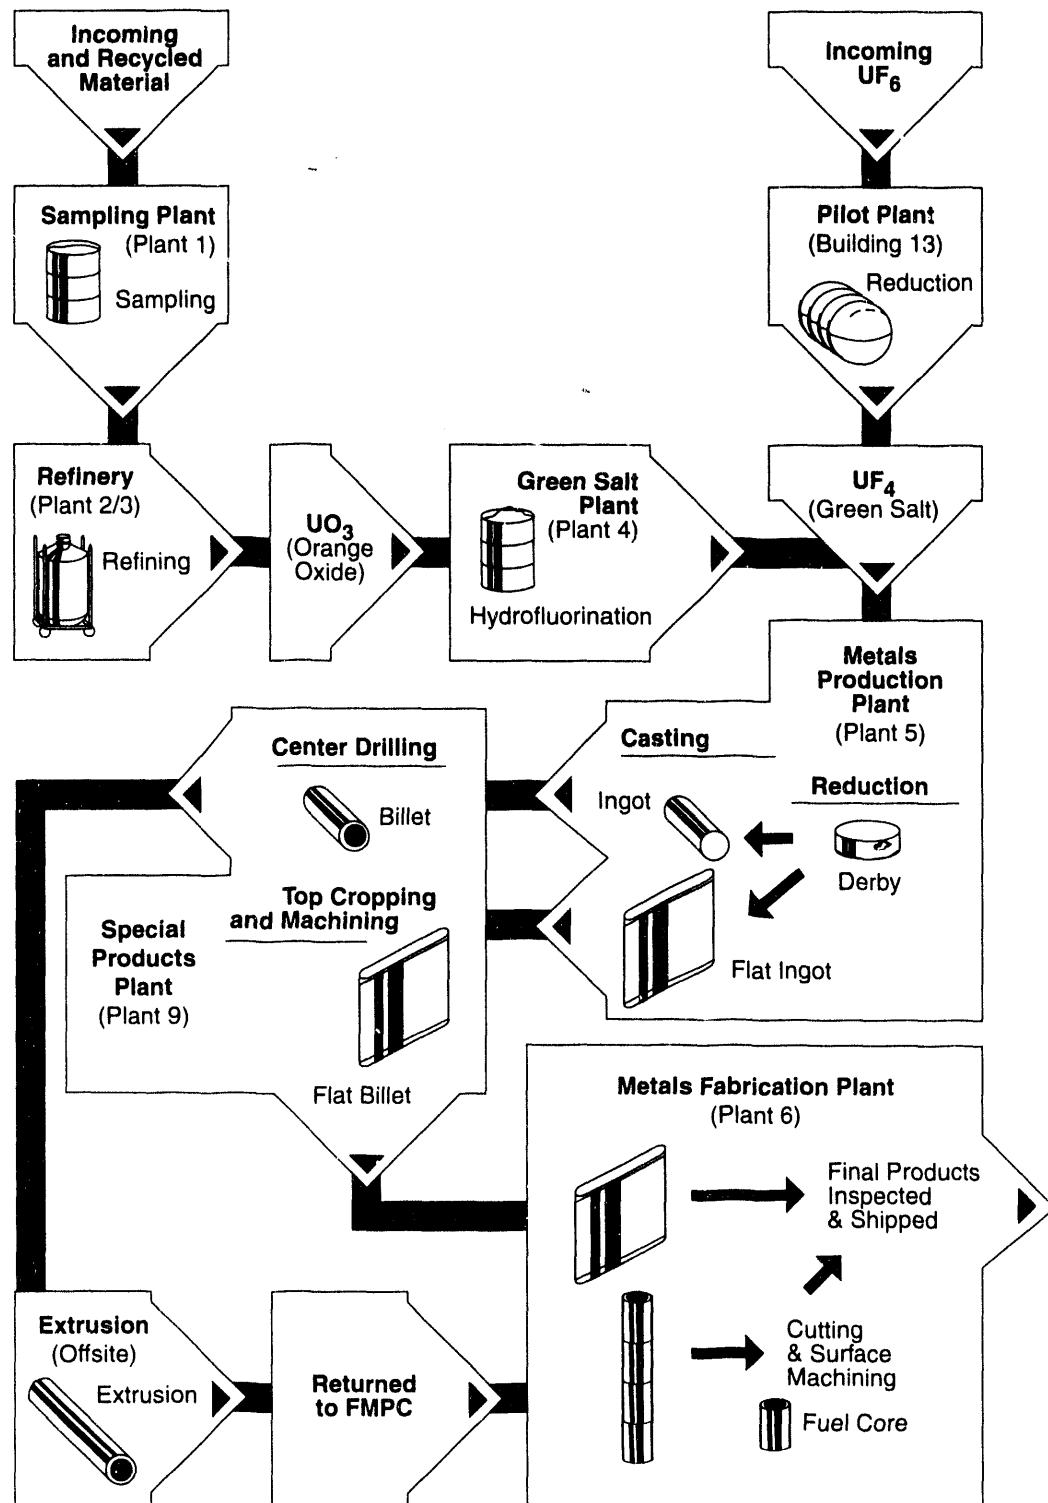 Incoming
and Recycled
Material
Incoming
UF6
Sampling Plant
(Plant 1)
Sampling
Pilot Plant
(Building 13)
Reduction
Refinery
(Plant 2/3)
Refining
UO3
(Orange
Oxide)
Green Salt
Plant
(Plant 4)
Hydrofluorination
UF4
(Green Salt)
Metals
Production
Plant
(Plant 5)
Casting
Reduction
Ingot
Derby
Flat Ingot
Center Drilling
Billet
Top Cropping
and Machining
Special
Products
Plant
(Plant 9)
Flat Billet
Metals Fabrication Plant
(Plant 6)
Final Products
Inspected
& Shipped
Cutting
& Surface
Machining
Fuel Core
Extrusion
(Offsite)
Extrusion
Returned
to FMPC